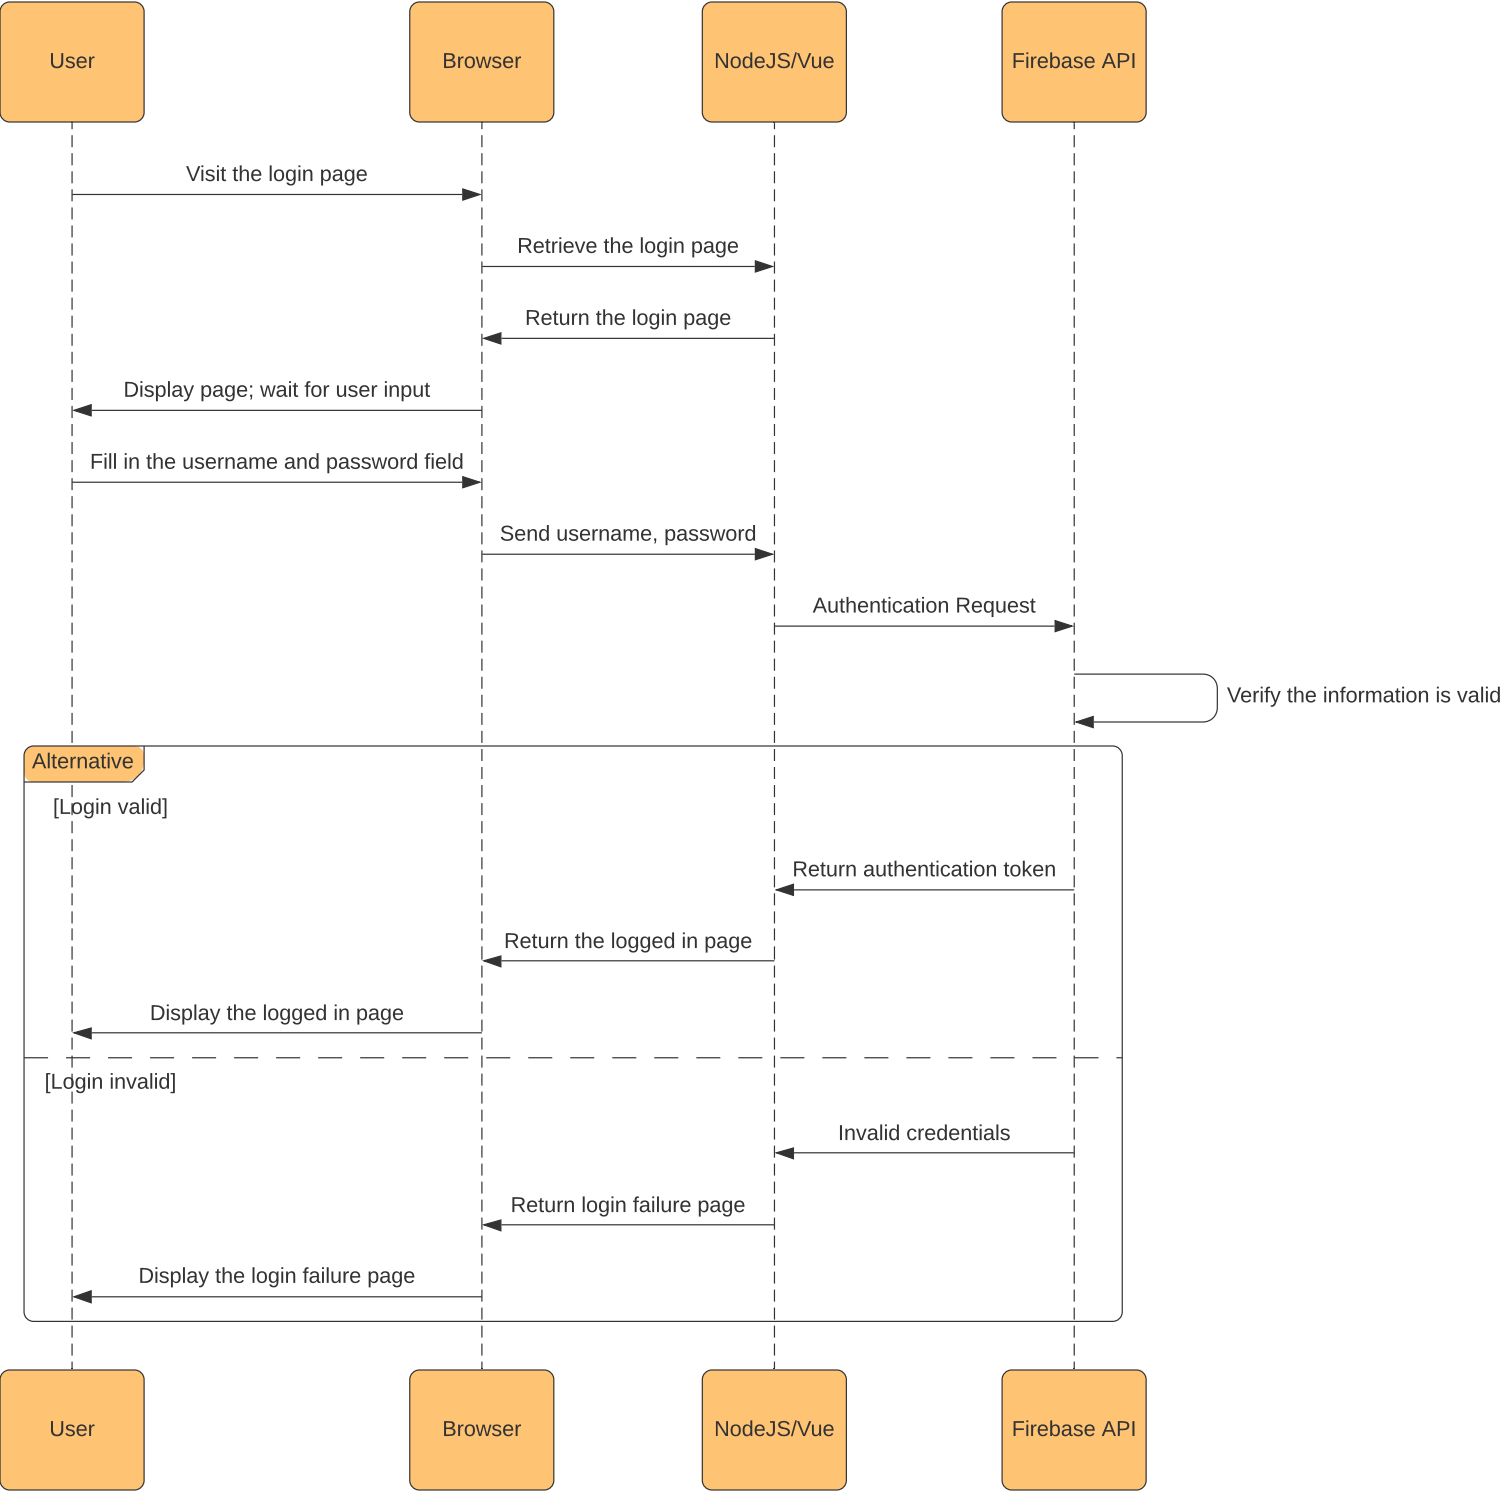 User
Browser
NodeJS/Vue
Firebase API
Visit the login page
Retrieve the login page
Return the login page
Display page; wait for user input
Fill in the username and password field
Send username, password
Authentication Request
Verify the information is valid
Alternative
[Login valid]
Return authentication token
Return the logged in page
Display the logged in page
[Login invalid]
Invalid credentials
Return login failure page
Display the login failure page
User
Browser
NodeJS/Vue
Firebase API